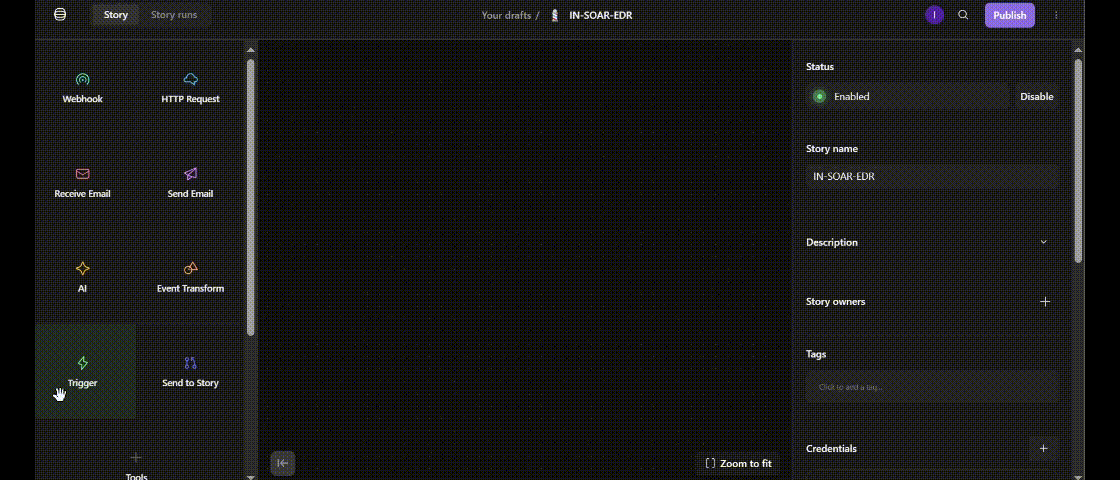 Story Story runs Your drafts / IN-SOAR-EDR I Publish
Webhook HTTP Request
Receive Email Send Email
AI Event Transform
Trigger Send to Story
Tools
Zoom to fit
Status
Enabled Disable
Story name
IN-SOAR-EDR
Description
Story owners
Tags
Click to add a tag...
Credentials